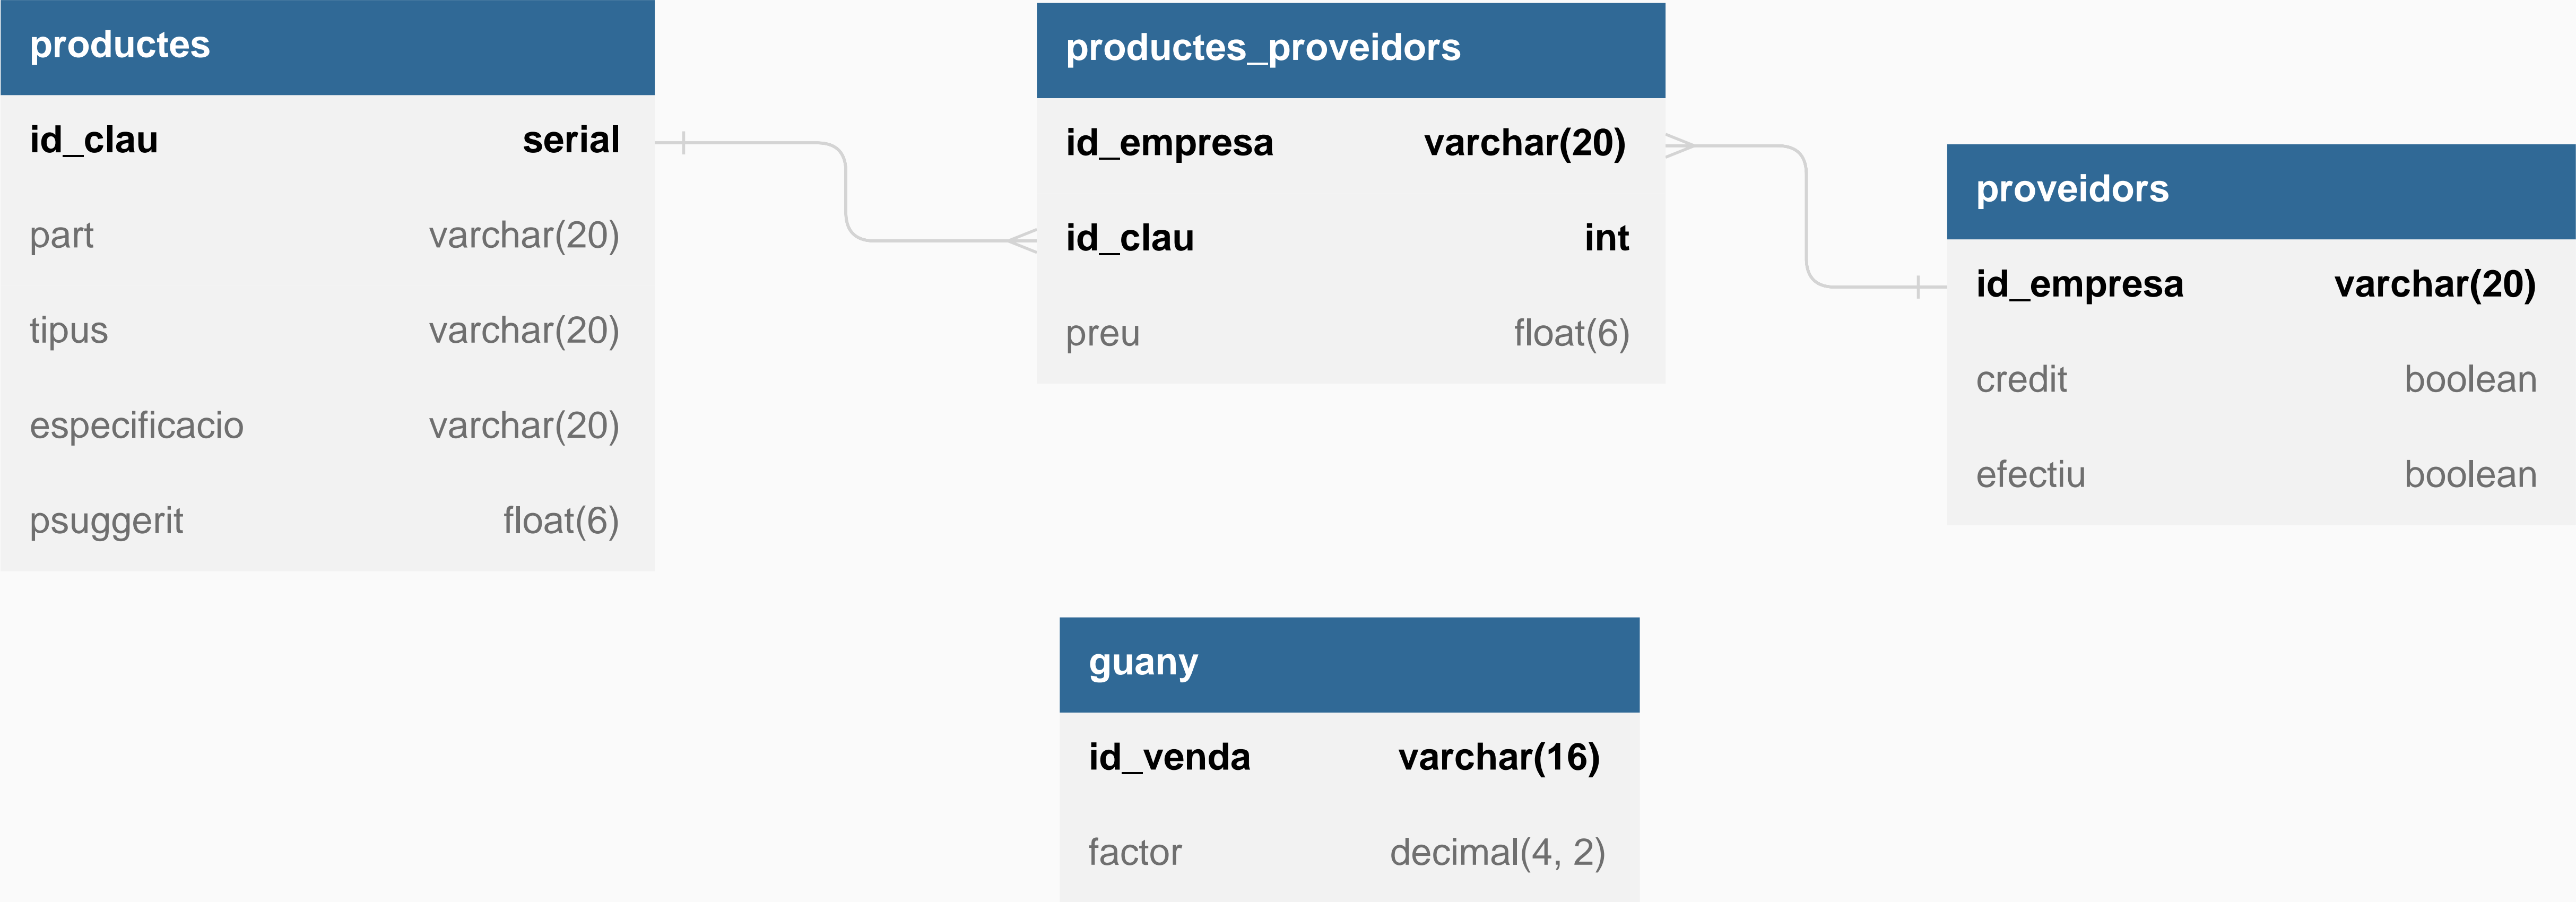 productes
id_clau serial
part varchar(20)
tipus varchar(20)
especificacio varchar(20)
psuggerit float(6)
productes_proveidors
id_empresa varchar(20)
id_clau int
preu float(6)
proveidors
id_empresa varchar(20)
credit boolean
efectiu boolean
guany
id_venda varchar(16)
factor decimal(4, 2)